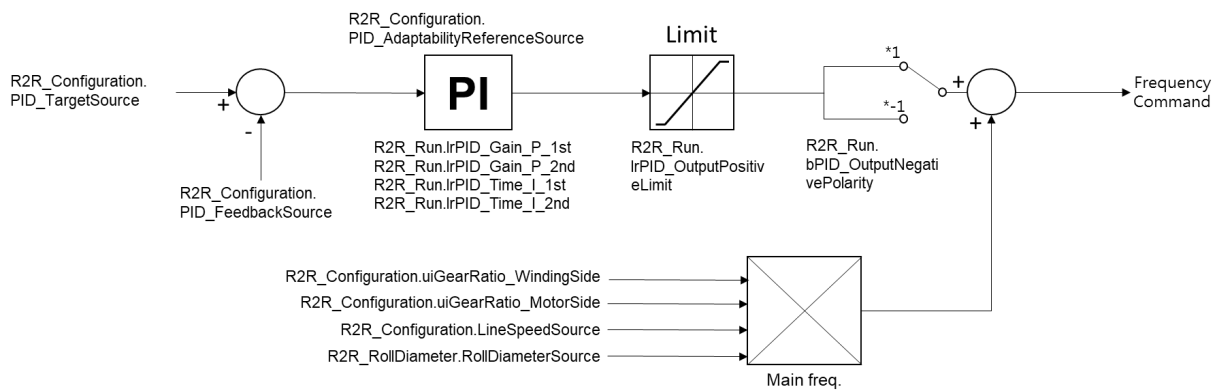 R2R_Configuration.
PID_AdaptabilityReferenceSource
Limit
R2R_Configuration.
PID_TargetSource
+
-
PI
*1
*-1
+
+
Frequency
Command
R2R_Configuration.
PID_FeedbackSource
R2R_Run.lrPID_Gain_P_1st
R2R_Run.lrPID_Gain_P_2nd
R2R_Run.lrPID_Time_I_1st
R2R_Run.lrPID_Time_I_2nd
R2R_Run.
lrPID_OutputPositiv
eLimit
R2R_Run.
bPID_OutputNegati
vePolarity
R2R_Configuration.uiGearRatio_WindingSide
R2R_Configuration.uiGearRatio_MotorSide
R2R_Configuration.LineSpeedSource
R2R_RollDiameter.RollDiameterSource
Main freq.